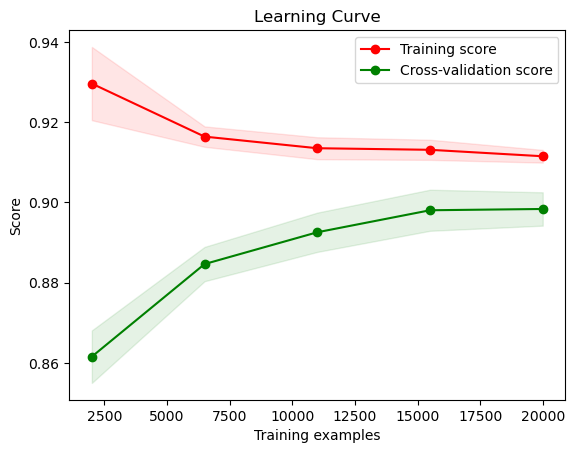 Learning Curve
Training score
Cross-validation score
Score
0.94
0.92
0.90
0.88
0.86
2500 5000 7500 10000 12500 15000 17500 20000
Training examples